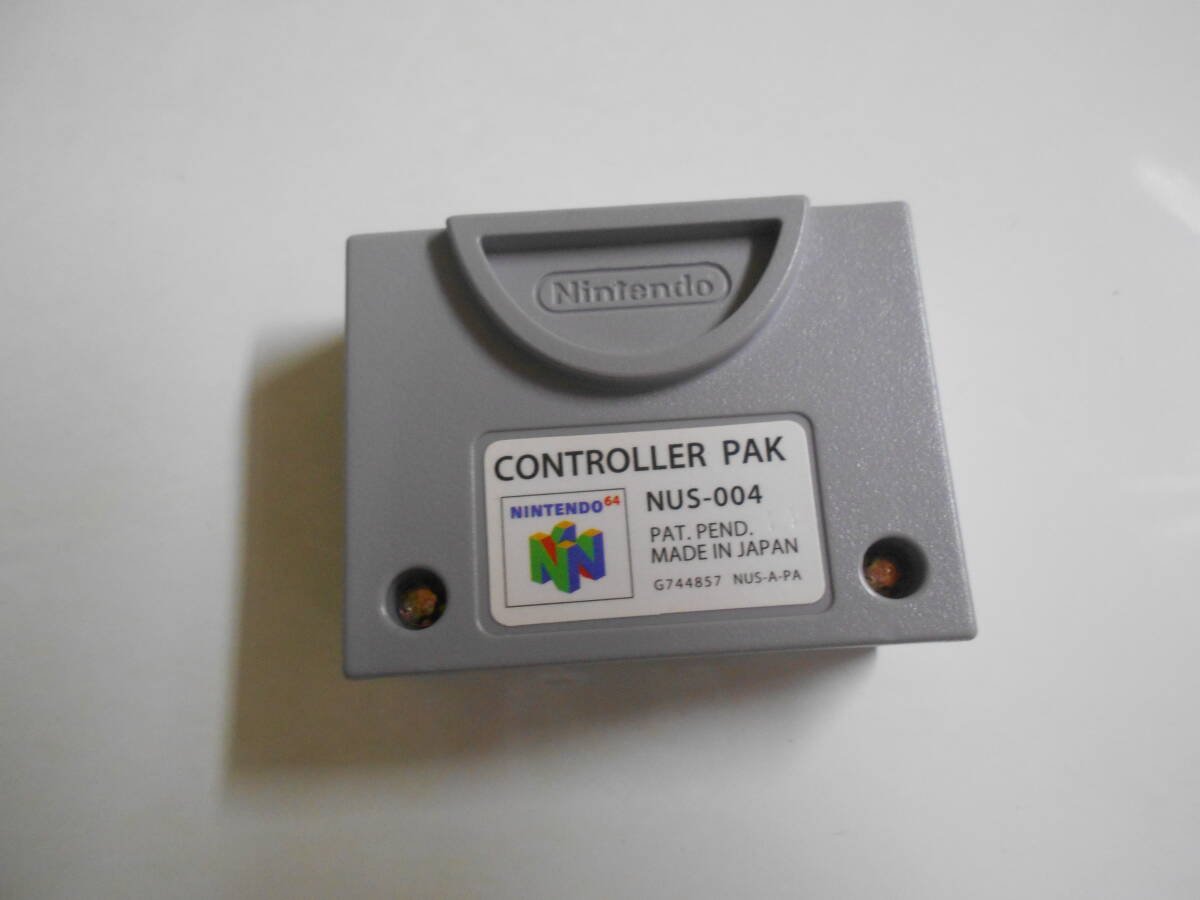 Nintendo
CONTROLLER PAK
NINTENDO64
NUS-004
PAT. PEND.
MADE IN JAPAN
G744857 NUS-A-PA